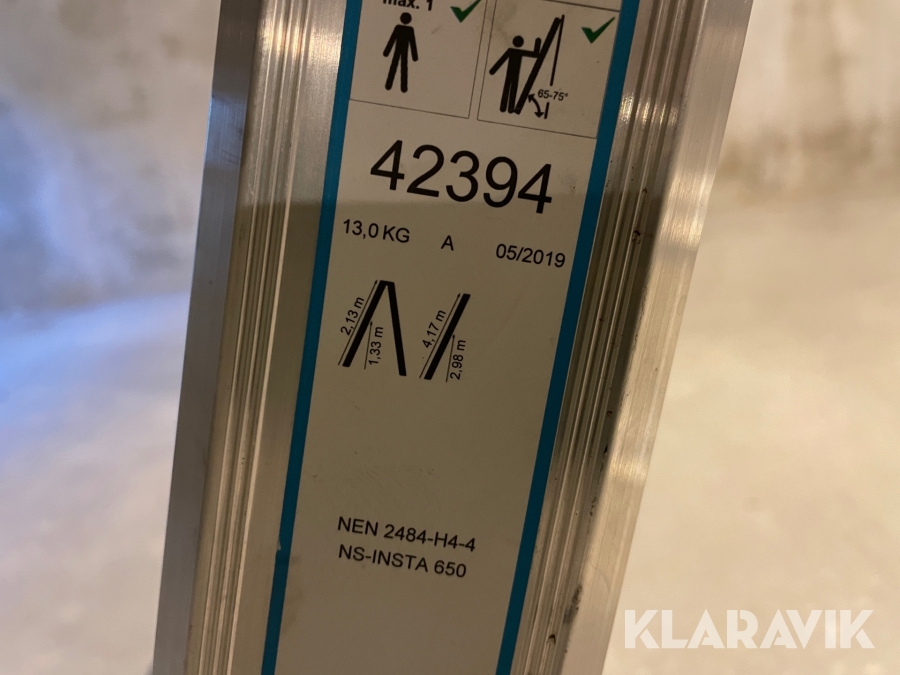 max. 1
65-75°
42394
13,0 KG A 05/2019
2,13 m
1,33 m
4,17 m
2,98 m
NEN 2484-H4-4
NS-INSTA 650
KLARAVIK